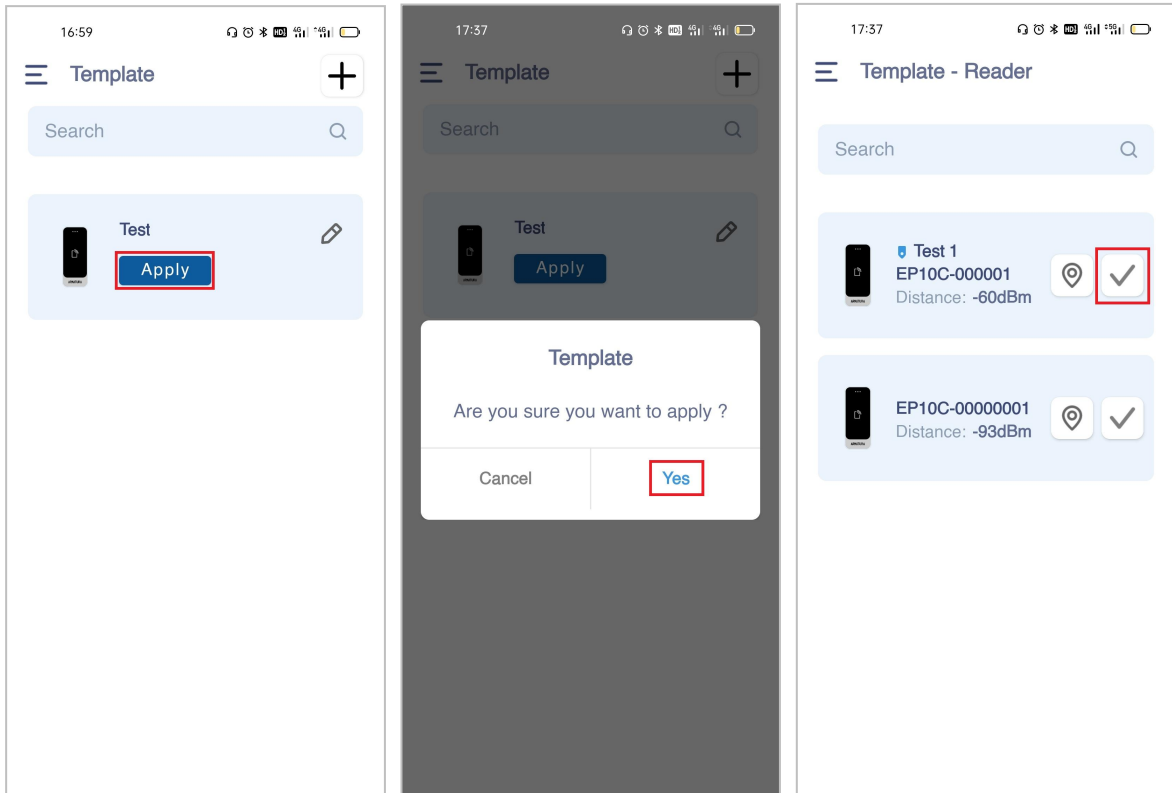 16:59
Template
Search
Test
Apply
17:37
Template
Search
Test
Apply
Template
Are you sure you want to apply ?
Cancel
Yes
17:37
Template - Reader
Search
Test 1
EP10C-000001
Distance: -60dBm
EP10C-00000001
Distance: -93dBm